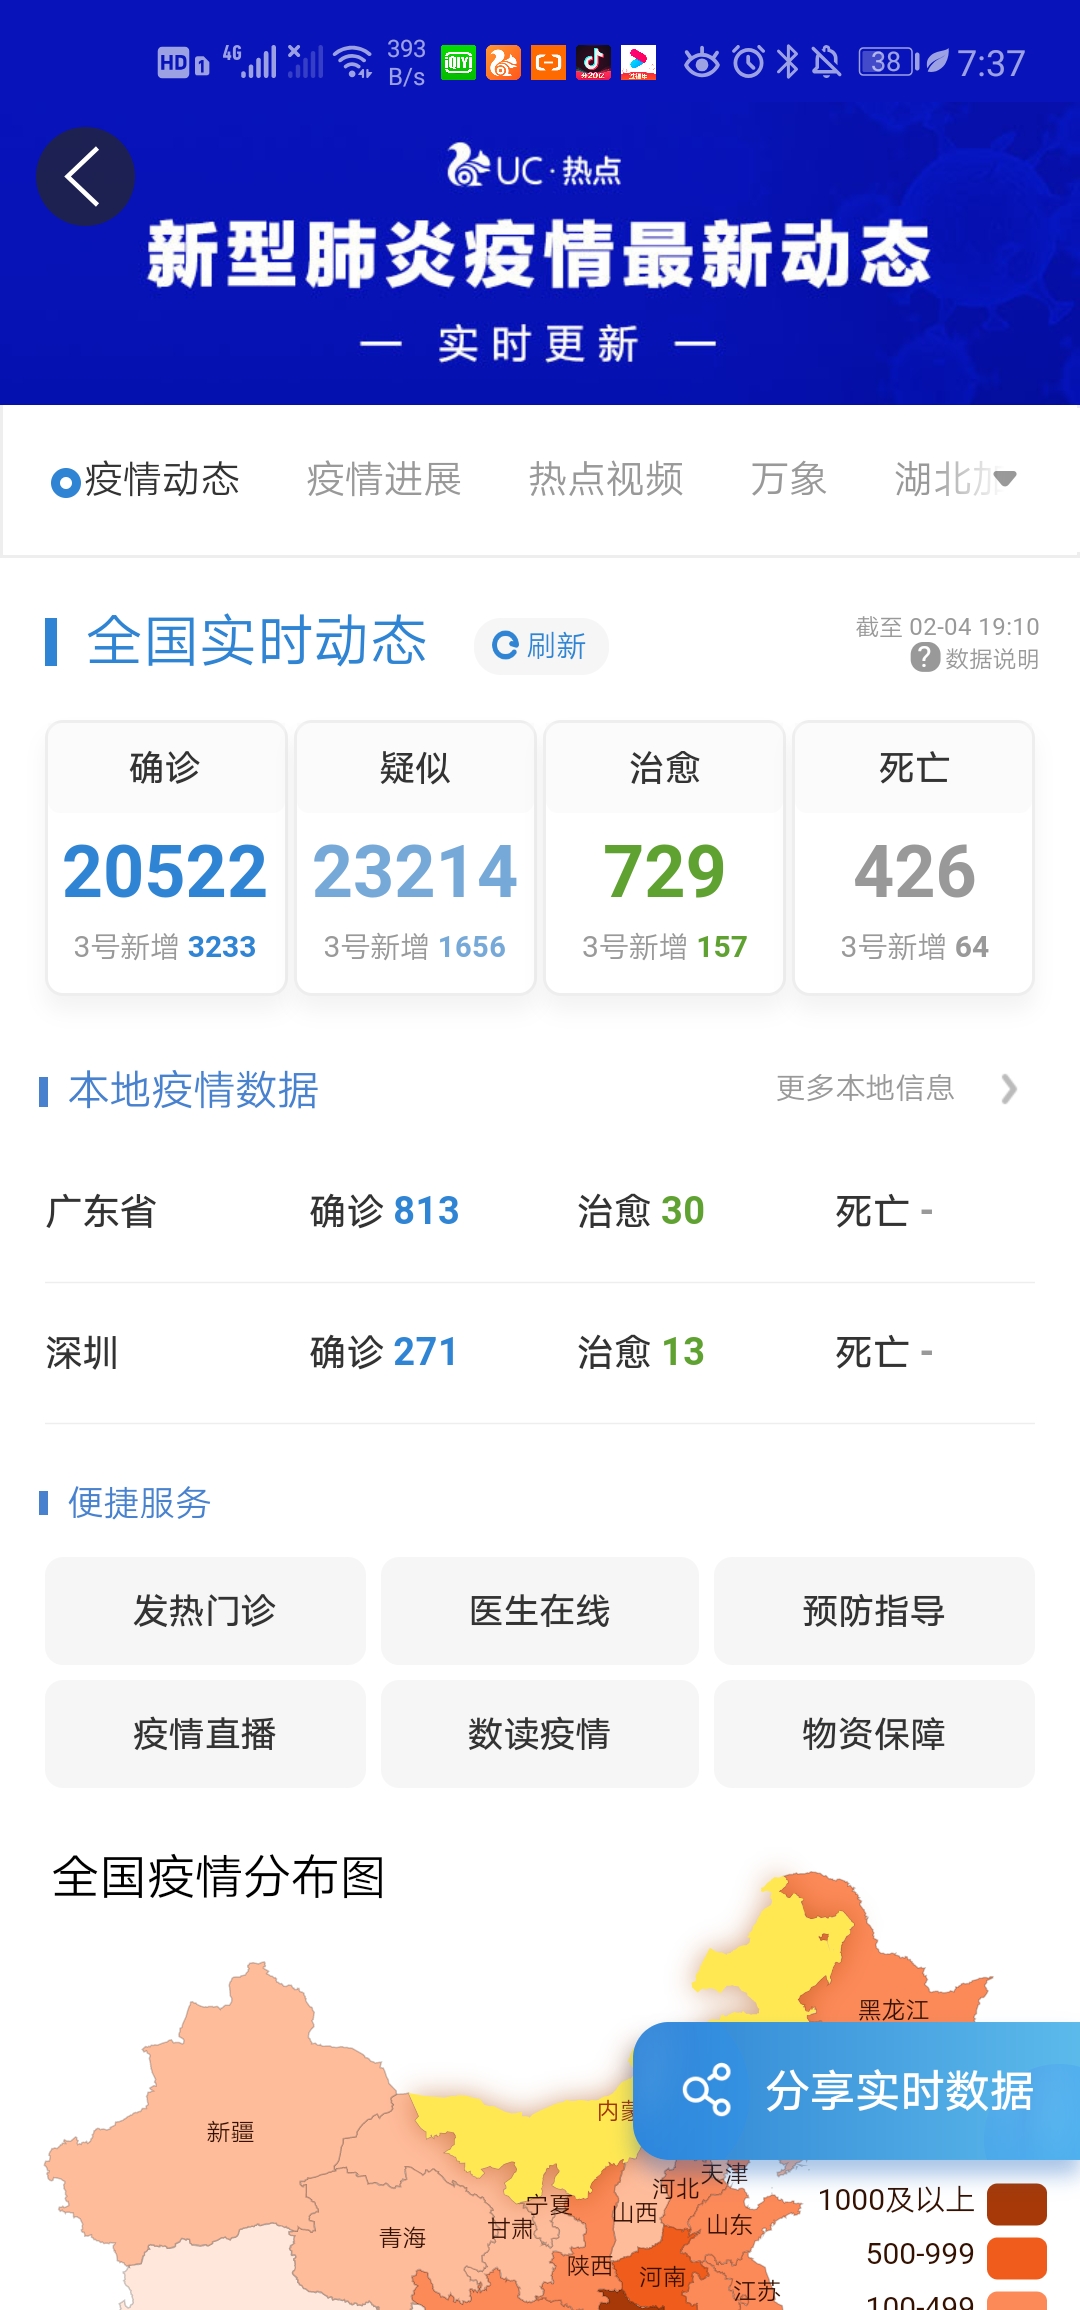 HD 1 4G 393 B/s iQIYI 38 7:37
UC·热点
新型肺炎疫情最新动态
— 实时更新 —
疫情动态 疫情进展 热点视频 万象 湖北加
全国实时动态 刷新 截至 02-04 19:10
? 数据说明
确诊 疑似 治愈 死亡
20522 23214 729 426
3号新增 3233 3号新增 1656 3号新增 157 3号新增 64
本地疫情数据 更多本地信息
广东省 确诊 813 治愈 30 死亡 -
深圳 确诊 271 治愈 13 死亡 -
便捷服务
发热门诊 医生在线 预防指导
疫情直播 数读疫情 物资保障
全国疫情分布图
黑龙江
分享实时数据
内蒙
新疆
天津
河北
1000及以上
宁夏
山西
甘肃
山东
青海
500-999
陕西
河南
江苏
100-499